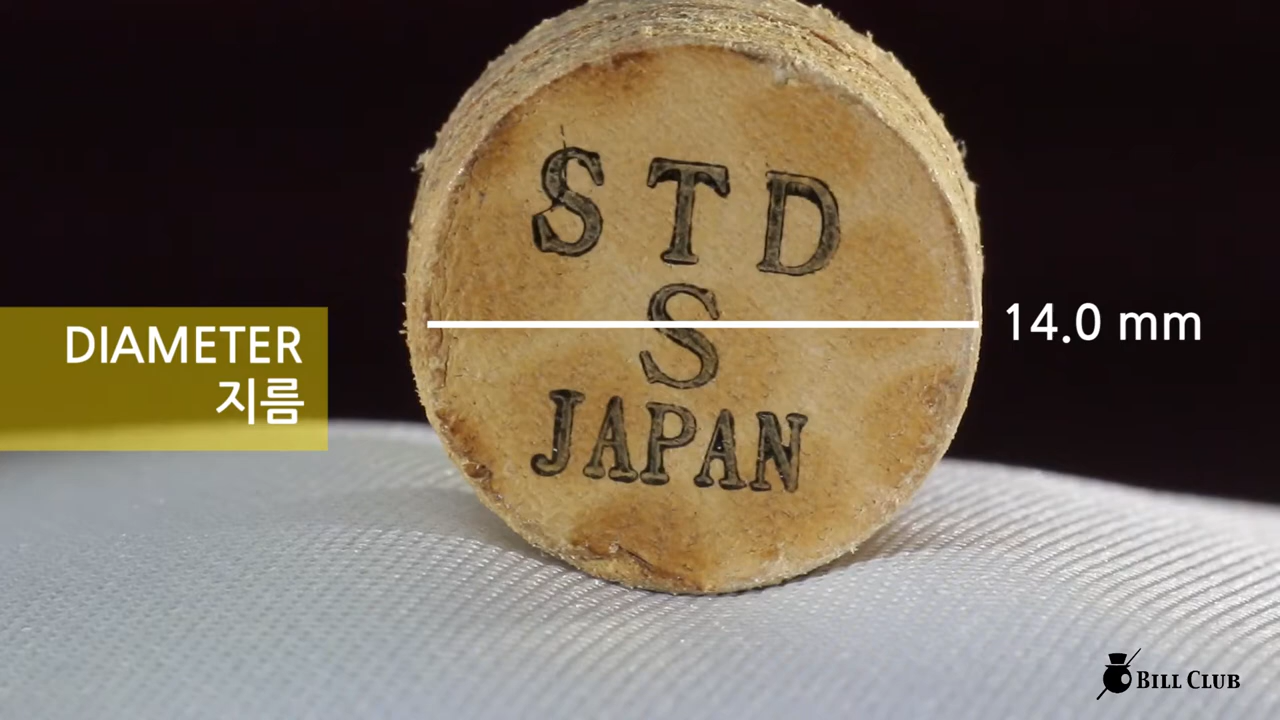 STD
S
JAPAN
DIAMETER
지름
14.0 mm
BILL CLUB